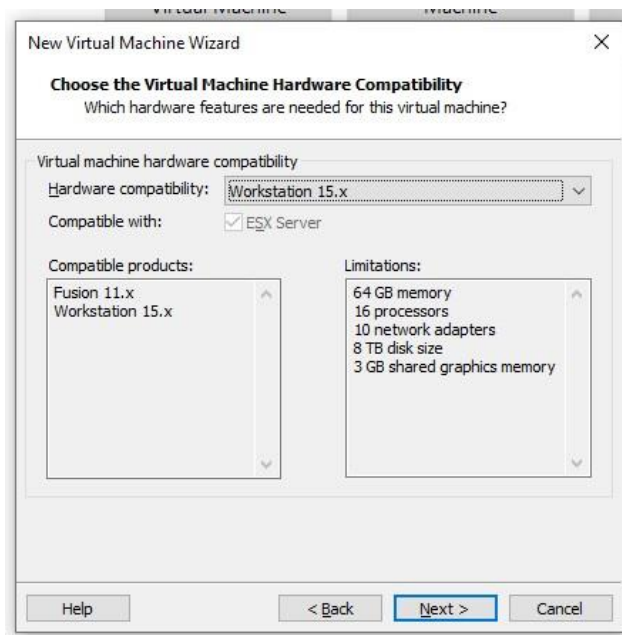 Virtual Machine
Machine
New Virtual Machine Wizard
Choose the Virtual Machine Hardware Compatibility
Which hardware features are needed for this virtual machine?
Virtual machine hardware compatibility
Hardware compatibility: Workstation 15.x
Compatible with: ESX Server
Compatible products:
Fusion 11.x
Workstation 15.x
Limitations:
64 GB memory
16 processors
10 network adapters
8 TB disk size
3 GB shared graphics memory
Help < Back Next > Cancel